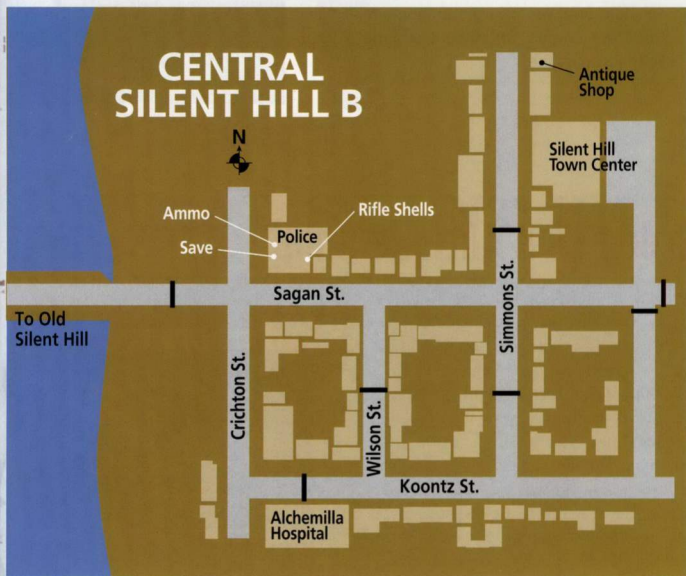 CENTRAL
SILENT HILL B
N
Antique
Shop
Silent Hill
Town Center
Ammo
Rifle Shells
Police
Save
Sagan St.
Simmons St.
To Old
Silent Hill
Crichton St.
Wilson St.
Koontz St.
Alchemilla
Hospital